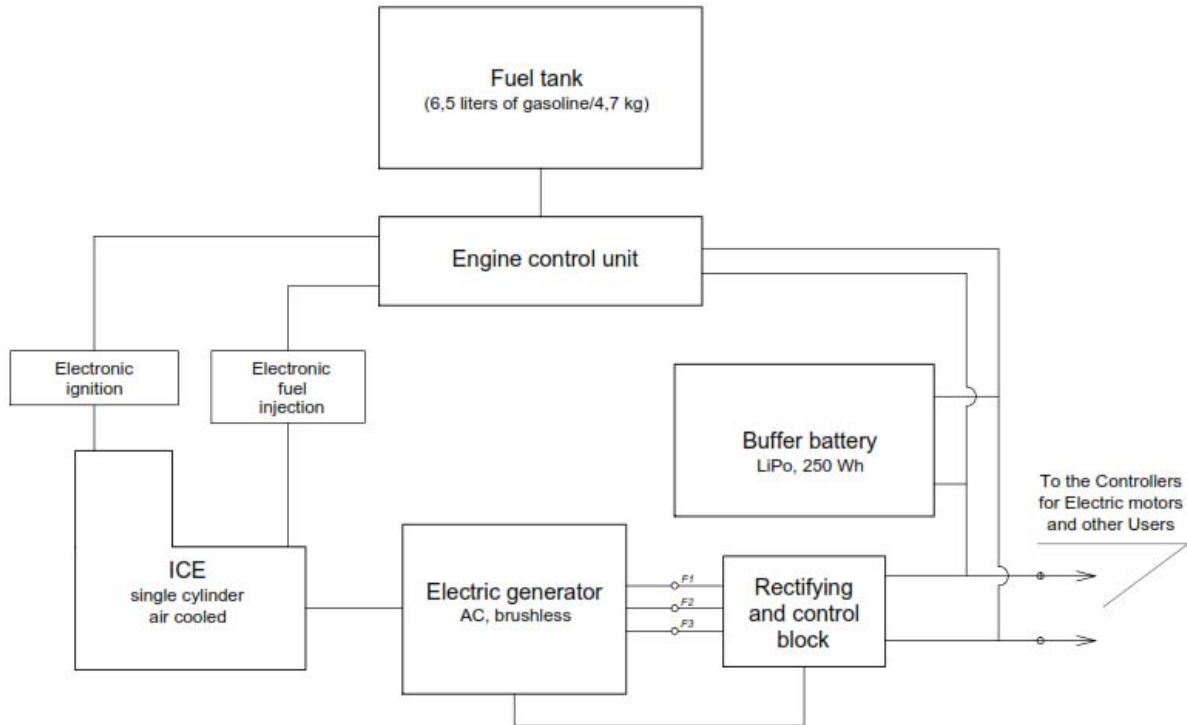 Fuel tank
(6,5 liters of gasoline/4,7 kg)
Engine control unit
Electronic
ignition
Electronic
fuel
injection
Buffer battery
LiPo, 250 Wh
To the Controllers
for Electric motors
and other Users
ICE
single cylinder
air cooled
Electric generator
AC, brushless
F1
F2
F3
Rectifying
and control
block